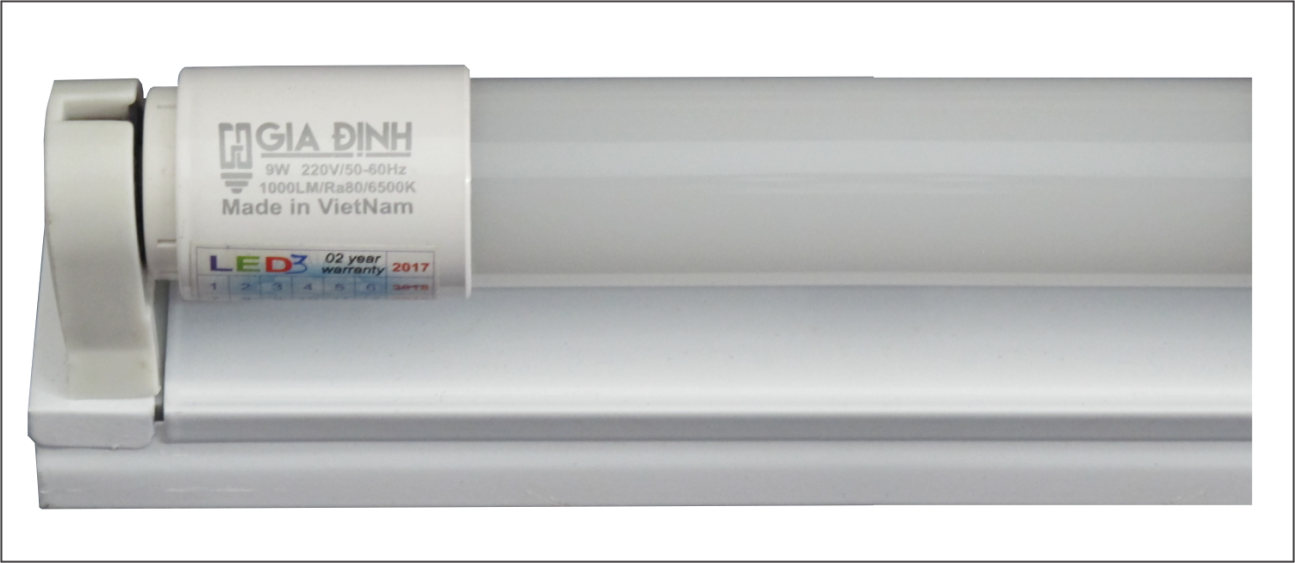 GIA ĐỊNH
9W 220V/50-60Hz
1000LM/Ra80/6500K
Made in VietNam
LED3 02 year warranty 2017
1 2 3 4 5 6 2018